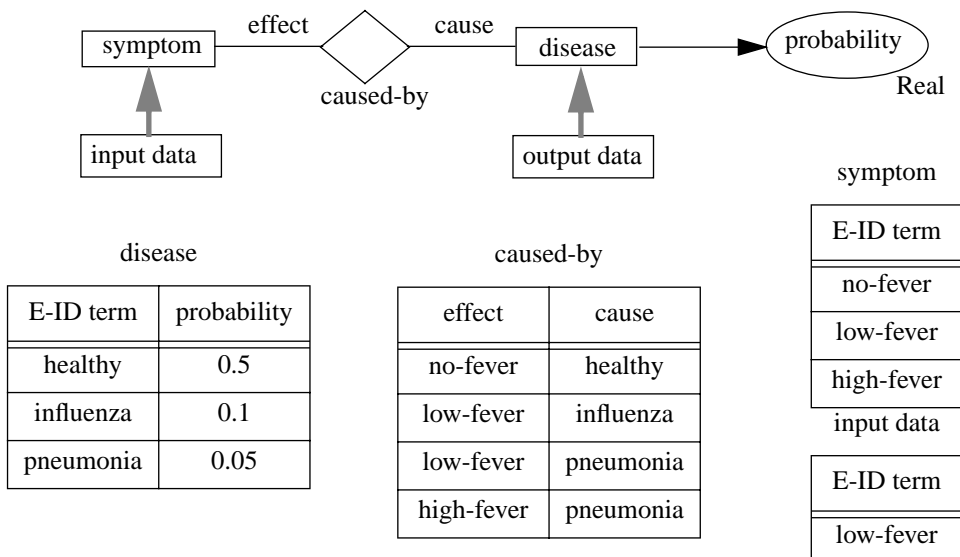 effect
cause
symptom
disease
probability
caused-by
Real
input data
output data
symptom
E-ID term
no-fever
low-fever
high-fever
disease
E-ID term probability
healthy 0.5
influenza 0.1
pneumonia 0.05
caused-by
effect cause
no-fever healthy
low-fever influenza
low-fever pneumonia
high-fever pneumonia
input data
E-ID term
low-fever